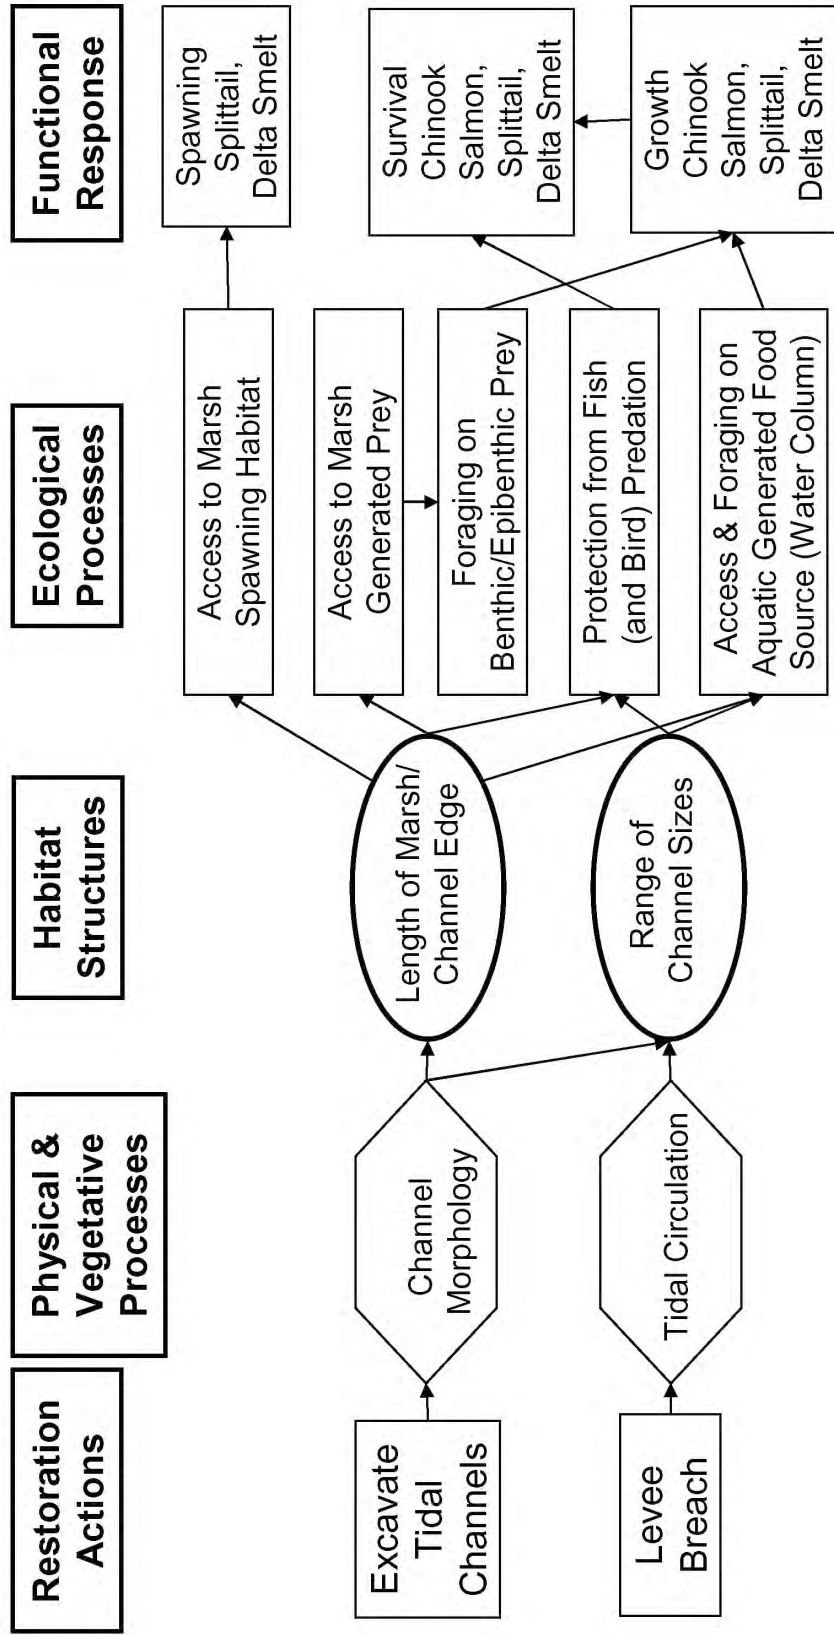 Restoration
Actions
Physical &
Vegetative
Processes
Habitat
Structures
Ecological
Processes
Functional
Response
Excavate
Tidal
Channels
Levee
Breach
Channel
Morphology
Tidal Circulation
Length of Marsh/
Channel Edge
Range of
Channel Sizes
Access to Marsh
Spawning Habitat
Access to Marsh
Generated Prey
Foraging on
Benthic/Epibenthic Prey
Protection from Fish
(and Bird) Predation
Access & Foraging on
Aquatic Generated Food
Source (Water Column)
Spawning
Splittail,
Delta Smelt
Survival
Chinook
Salmon,
Splittail,
Delta Smelt
Growth
Chinook
Salmon,
Splittail,
Delta Smelt